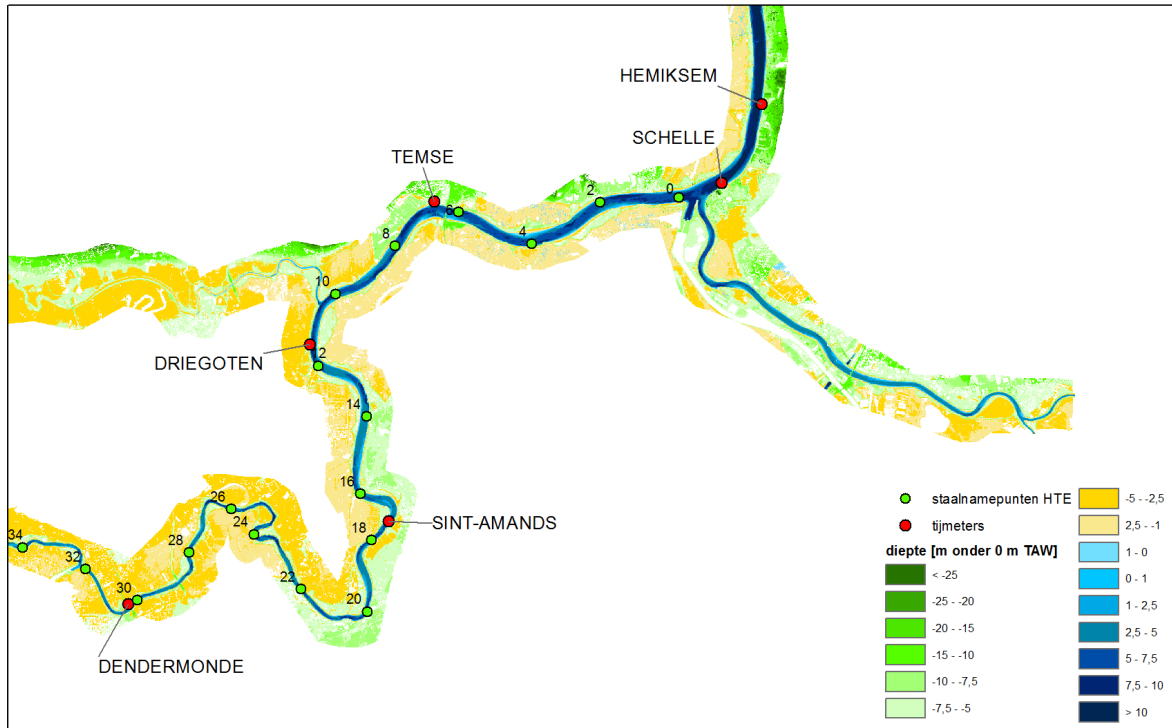 HEMIKSEM
SCHELLE
TEMSE
0
2
6
4
8
10
DRIEGOTEN
2
14
16
SINT-AMANDS
18
26
24
34
28
32
22
30
20
DENDERMONDE
staalnamepunten HTE
tijmeters
diepte [m onder 0 m TAW]
< -25
-25 - -20
-20 - -15
-15 - -10
-10 - -7,5
-7,5 - -5
-5 - -2,5
2,5 - -1
1 - 0
0 - 1
1 - 2,5
2,5 - 5
5 - 7,5
7,5 - 10
> 10